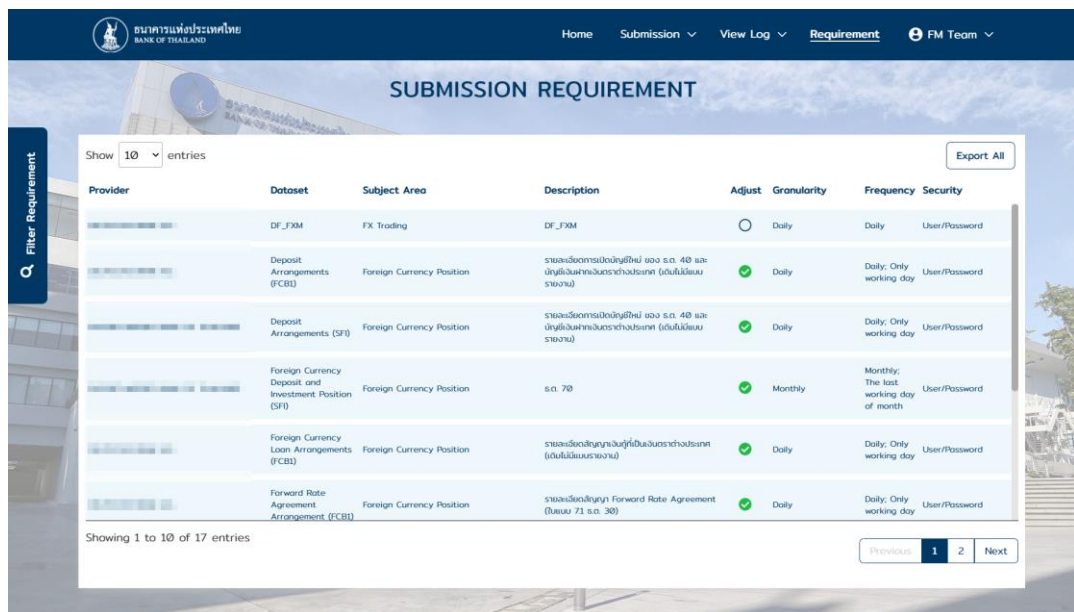 ธนาคารแห่งประเทศไทย
BANK OF THAILAND
Home Submission View Log Requirement FM Team
SUBMISSION REQUIREMENT
Filter Requirement
Show 10 entries
Export All
Provider Dataset Subject Area Description Adjust Granularity Frequency Security
DF_FXM FX Trading DF_FXM Daily Daily User/Password
Deposit
Arrangements
(FCB1)
Foreign Currency Position
รายละเอียดการเปิดบัญชีใหม่ ของ ธ.ต. 40 และ
บัญชีเงินฝากเงินตราต่างประเทศ (เดิมไม่มีแบบ
รายงาน)
Daily
Daily; Only
working day
User/Password
Deposit
Arrangements (SFI)
Foreign Currency Position
รายละเอียดการเปิดบัญชีใหม่ ของ ธ.ต. 40 และ
บัญชีเงินฝากเงินตราต่างประเทศ (เดิมไม่มีแบบ
รายงาน)
Daily
Daily; Only
working day
User/Password
Foreign Currency
Deposit and
Investment Position
(SFI)
Foreign Currency Position
ธ.ต. 70
Monthly
Monthly;
The last
working day
of month
User/Password
Foreign Currency
Loan Arrangements
(FCB1)
Foreign Currency Position
รายละเอียดสัญญาเงินกู้ที่เป็นเงินตราต่างประเทศ
(เดิมไม่มีแบบรายงาน)
Daily
Daily; Only
working day
User/Password
Forward Rate
Agreement
Arrangement (FCB1)
Foreign Currency Position
รายละเอียดสัญญา Forward Rate Agreement
(ใบแบบ 7.1 ธ.ต. 30)
Daily
Daily; Only
working day
User/Password
Showing 1 to 10 of 17 entries
Previous 1 2 Next